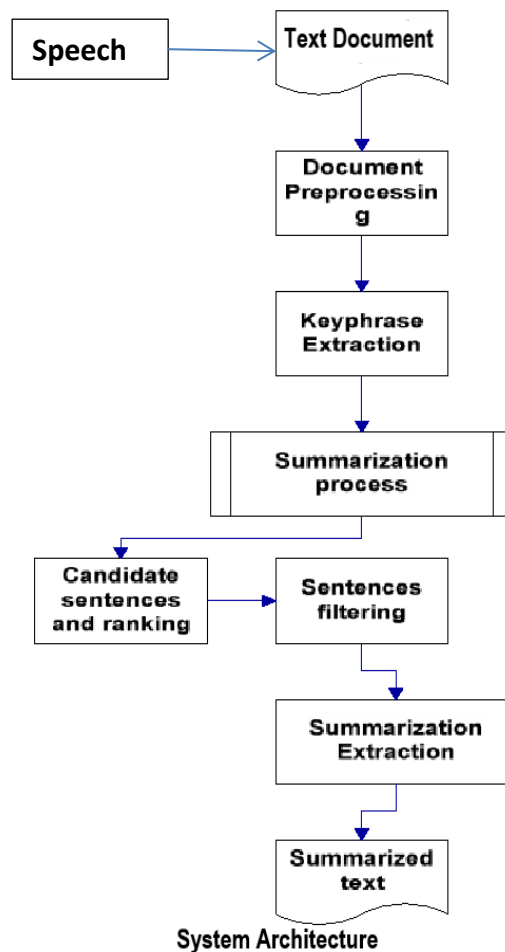 Speech
Text Document
Document
Preprocessin
g
Keyphrase
Extraction
Summarization
process
Candidate
sentences
and ranking
Sentences
filtering
Summarization
Extraction
Summarized
text
System Architecture